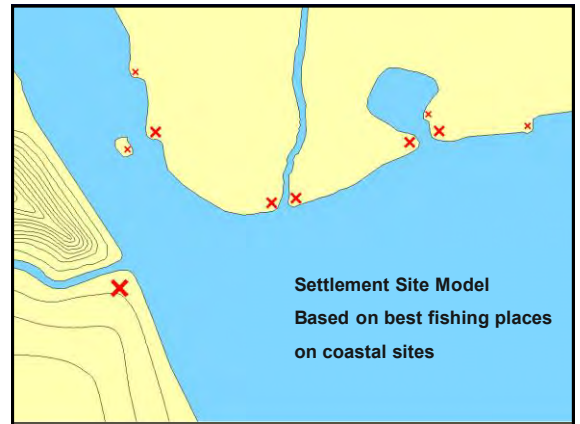 Settlement Site Model
Based on best fishing places
on coastal sites